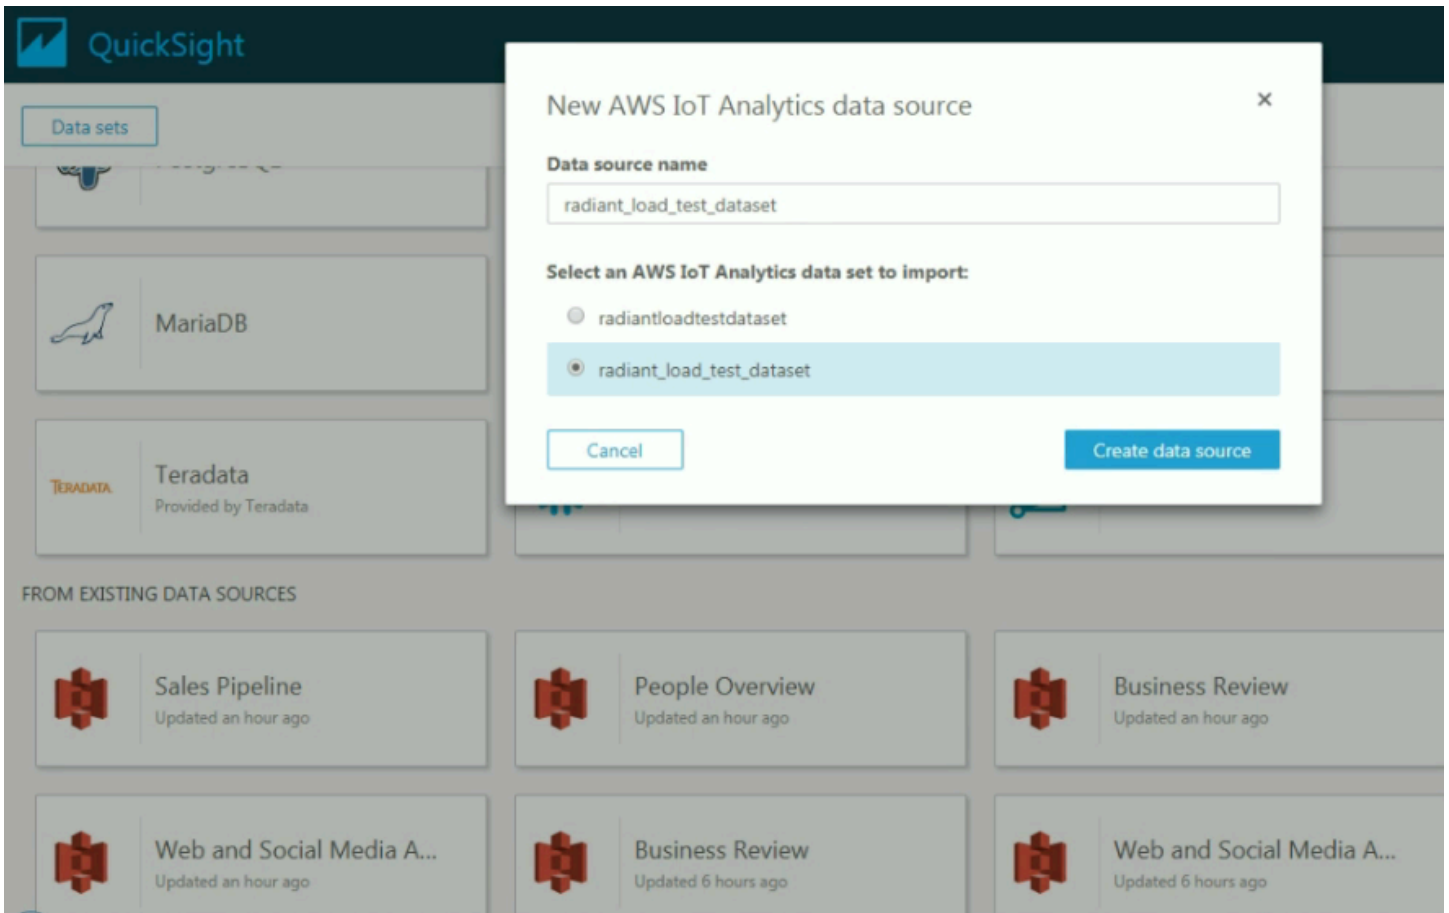 QuickSight
New AWS IoT Analytics data source
Data sets
Data source name
radiant_load_test_dataset
Select an AWS IoT Analytics data set to import:
radiantloadtestdataset
radiant_load_test_dataset
Cancel
Create data source
MariaDB
TERADATA.
Teradata
Provided by Teradata
FROM EXISTING DATA SOURCES
Sales Pipeline
Updated an hour ago
People Overview
Updated an hour ago
Business Review
Updated an hour ago
Web and Social Media A...
Updated an hour ago
Business Review
Updated 6 hours ago
Web and Social Media A...
Updated 6 hours ago